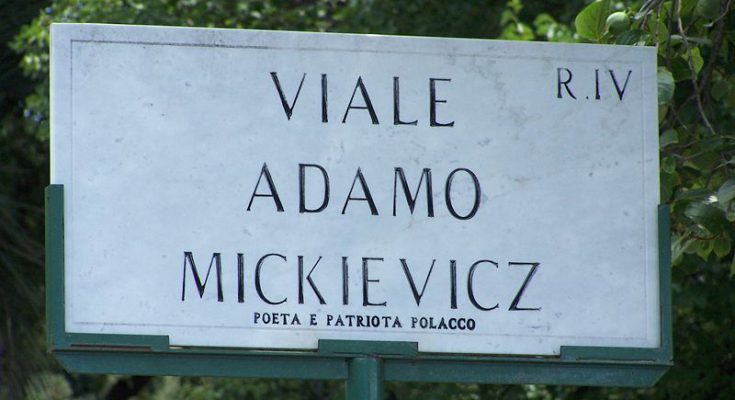 VIALE R.IV
ADAMO
MICKIEVICZ
POETA E PATRIOTA POLACCO